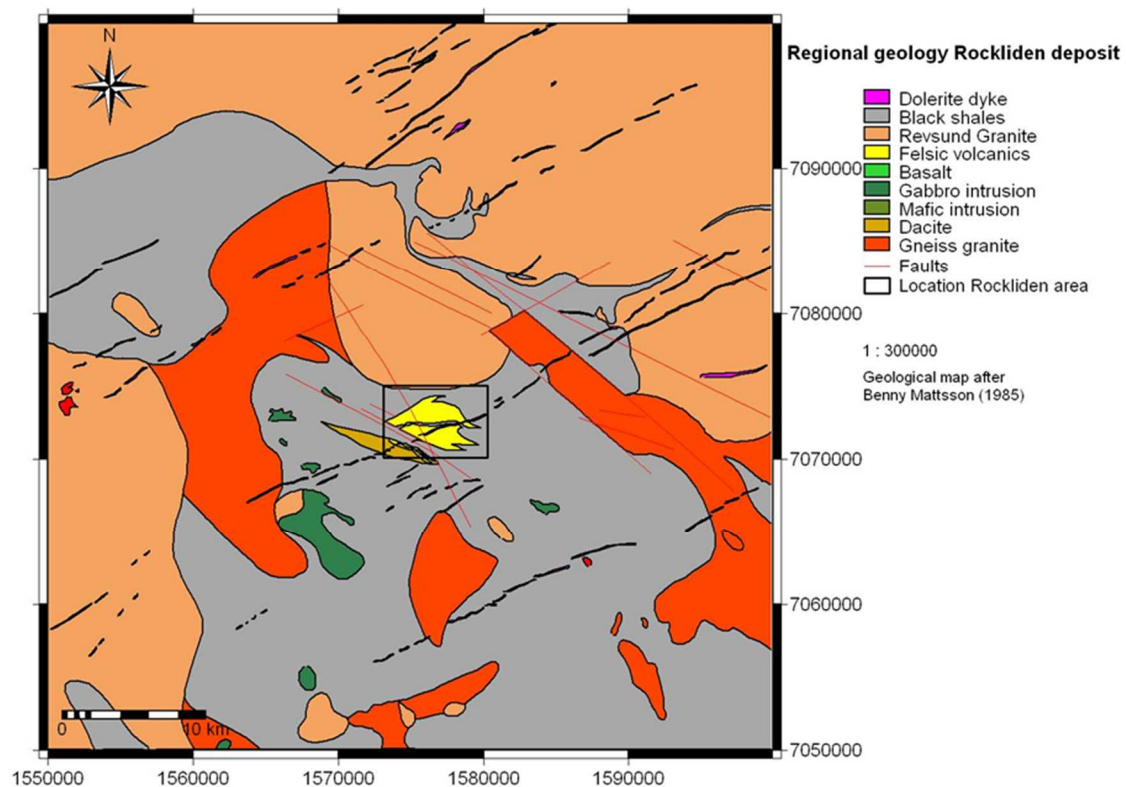 N
Regional geology Rockliden deposit
Dolerite dyke
Black shales
Revsund Granite
Felsic volcanics
Basalt
Gabbro intrusion
Mafic intrusion
Dacite
Gneiss granite
Faults
Location Rockliden area
1 : 300000
Geological map after
Benny Mattsson (1985)
7090000
7080000
7070000
7060000
7050000
0
10 km
1550000
1560000
1570000
1580000
1590000